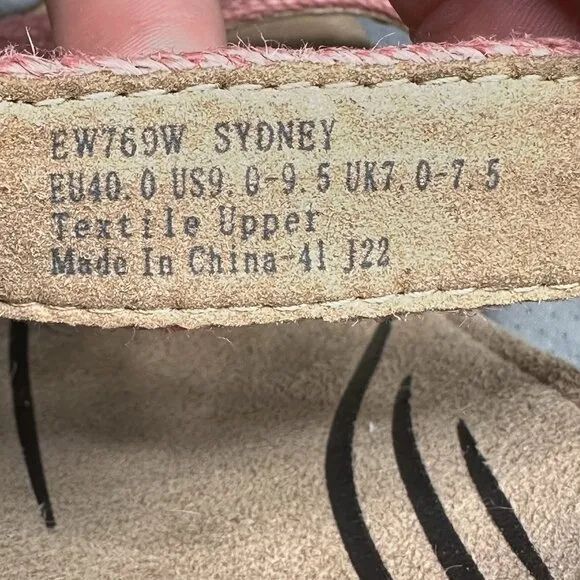 EW769W SYDNEY
EU40.0 US9.0-9.5 UK7.0-7.5
Textile Upper
Made In China-41 J22